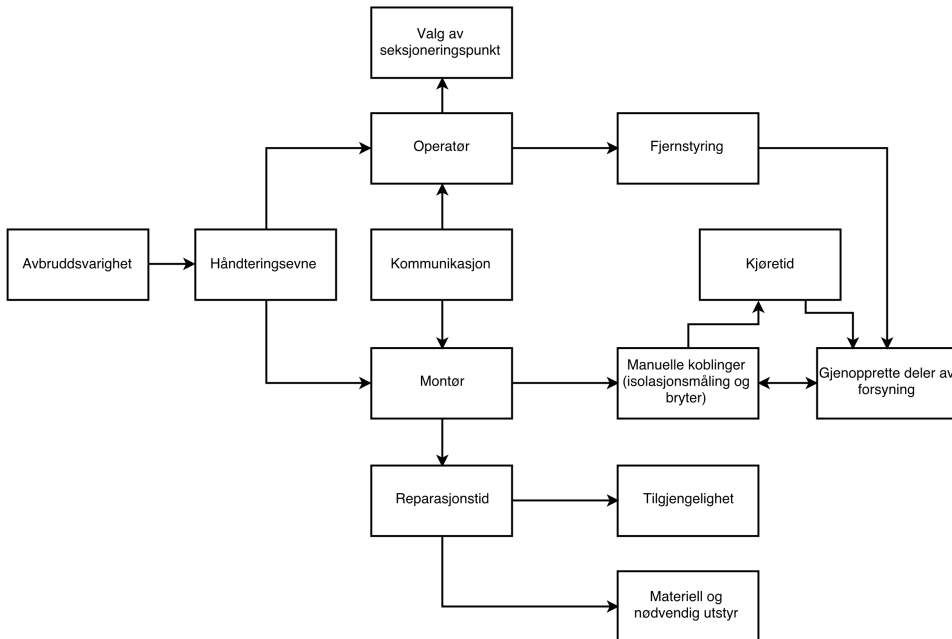 Valg av
seksjoneringspunkt
Operatør
Fjernstyring
Avbruddsvarighet
Håndteringsevne
Kommunikasjon
Kjøretid
Montør
Manuelle koblinger
(isolasjonsmåling og
bryter)
Gjenopprette deler av
forsyning
Reparasjonstid
Tilgjengelighet
Materiell og
nødvendig utstyr